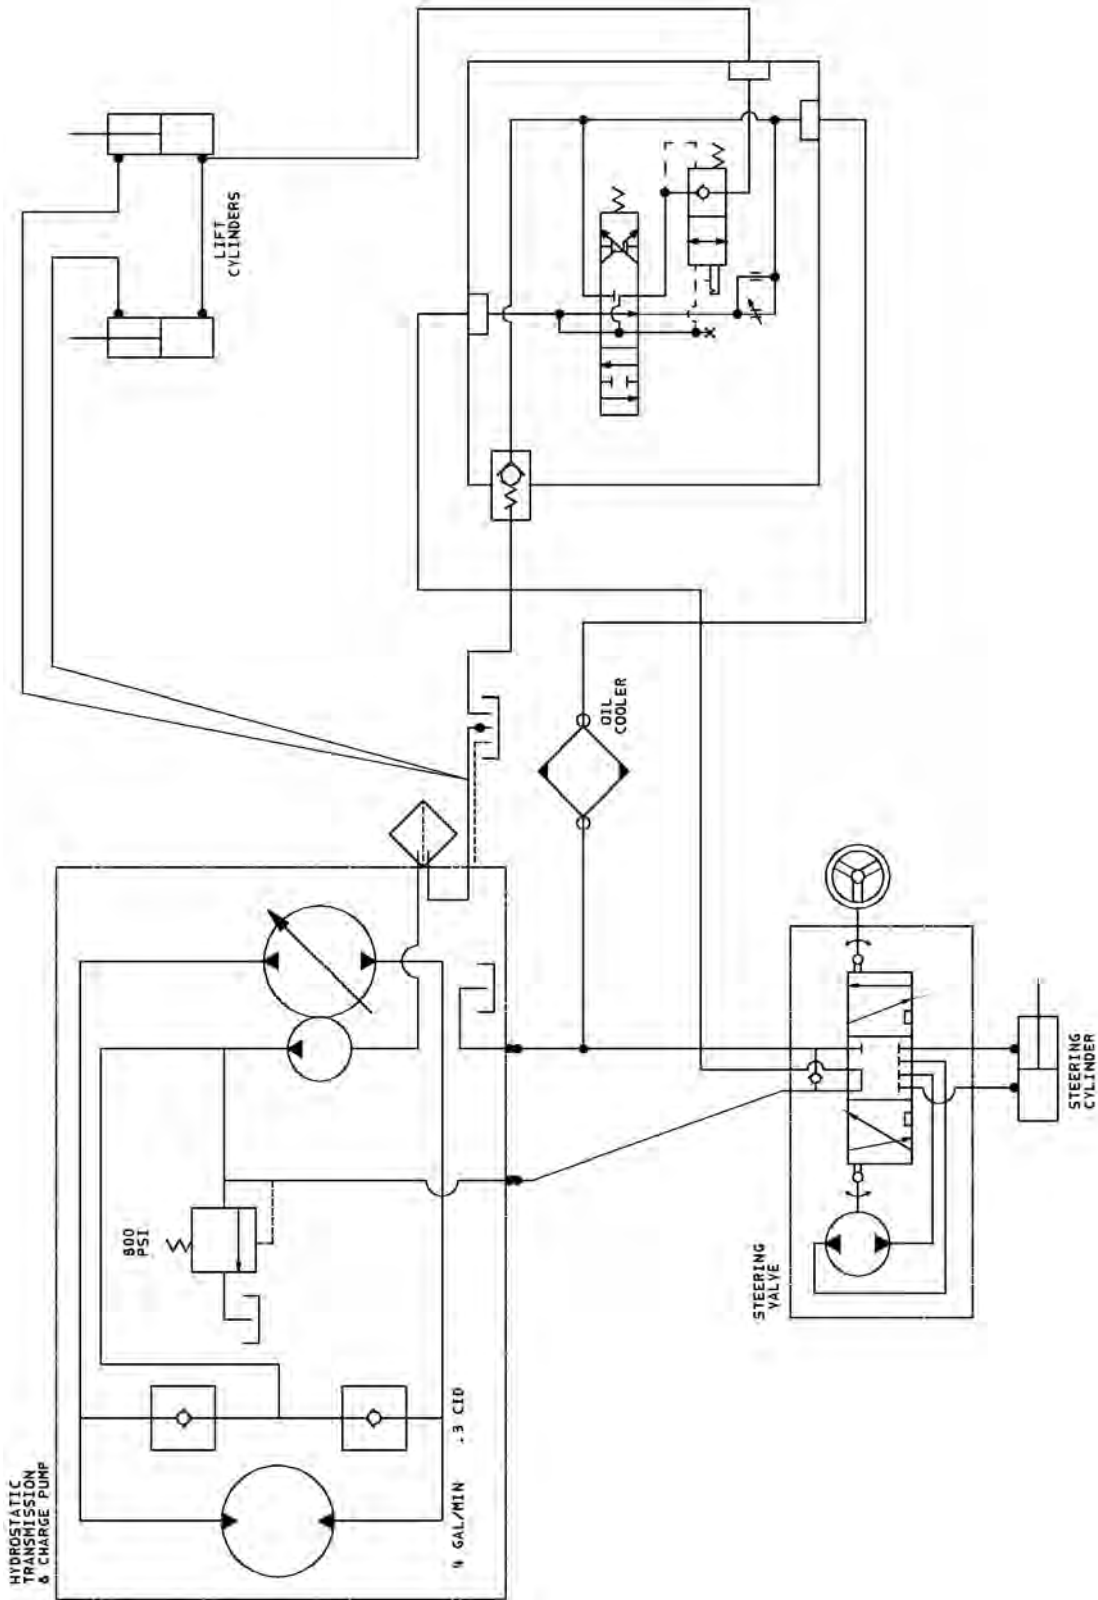 LIFT
CYLINDERS
OIL
COOLER
800
PSI
STEERING
VALVE
STEERING
CYLINDER
4 GAL/MIN .3 CID
HYDROSTATIC
TRANSMISSION
& CHARGE PUMP